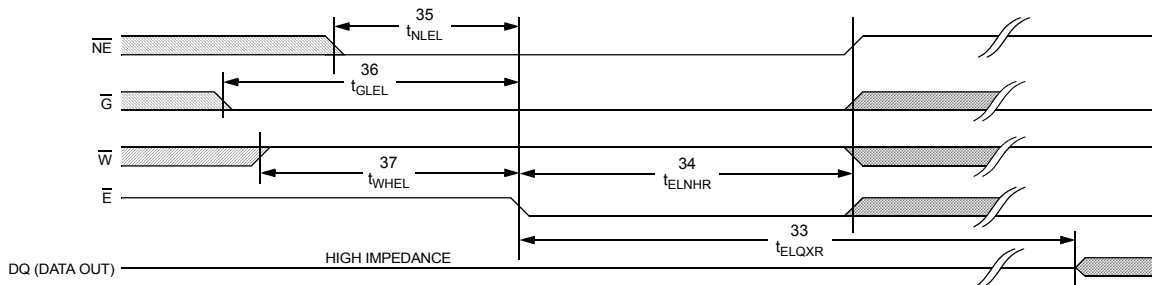 35
tNLEL
NE
36
tGLEL
G
W
37
tWHEL
34
tELNHR
E
33
tELQXR
DQ (DATA OUT)
HIGH IMPEDANCE